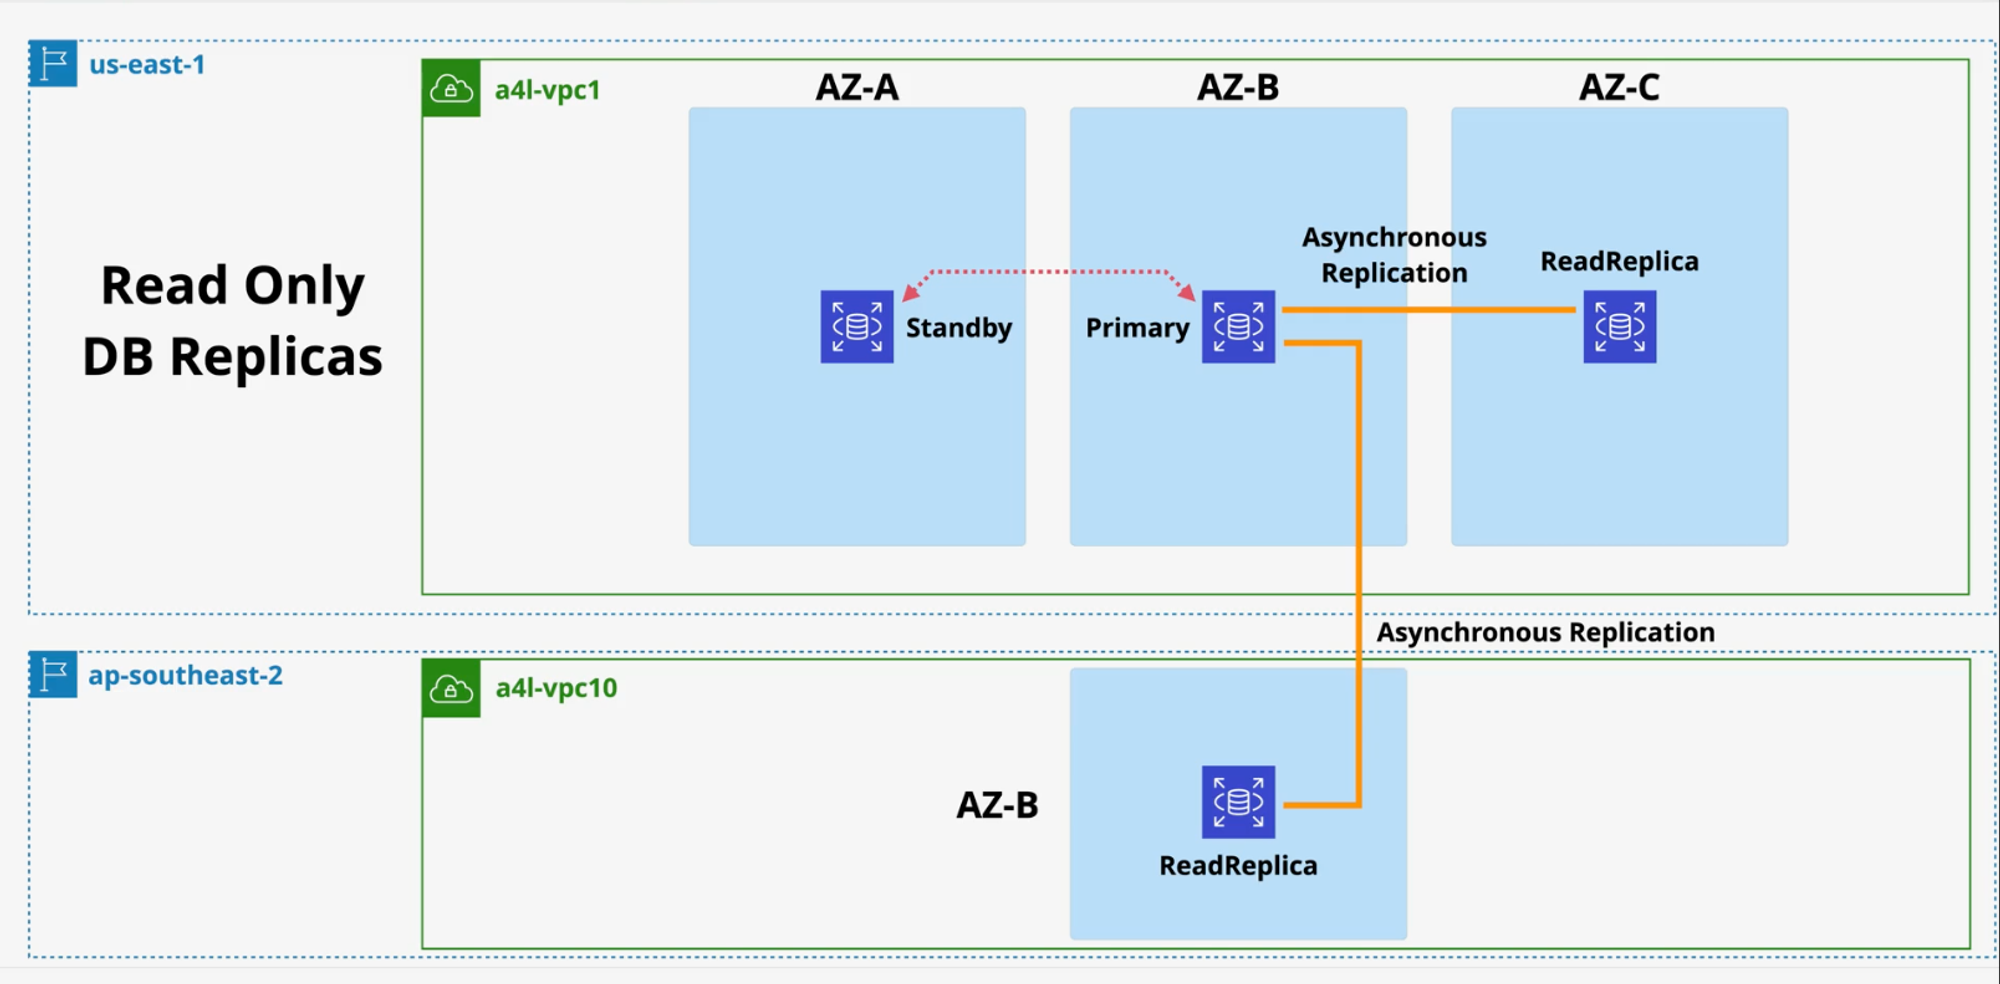 us-east-1
a4l-vpc1
AZ-A
AZ-B
AZ-C
Read Only
DB Replicas
Asynchronous
Replication
ReadReplica
Standby
Primary
Asynchronous Replication
ap-southeast-2
a4l-vpc10
AZ-B
ReadReplica